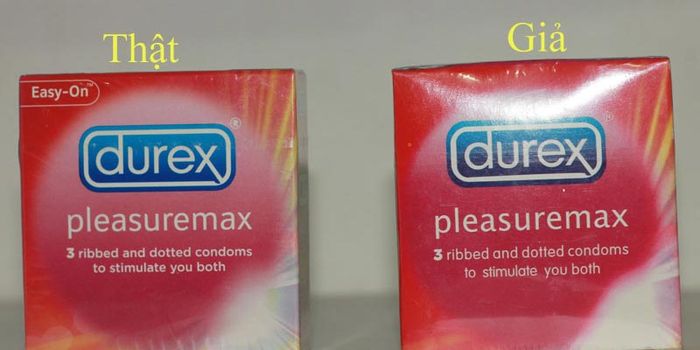 Thật
Easy-On™
durex®
pleasuremax
3 ribbed and dotted condoms
to stimulate you both
Giả
durex®
pleasuremax
3 ribbed and dotted condoms
to stimulate you both